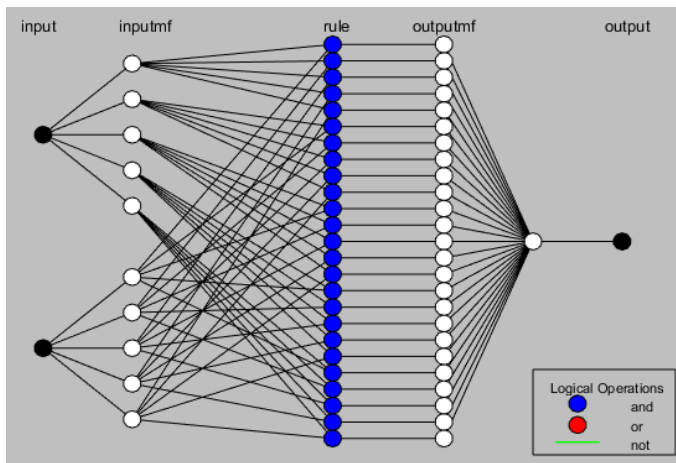 input inputmf rule outputmf output
Logical Operations
and
or
not